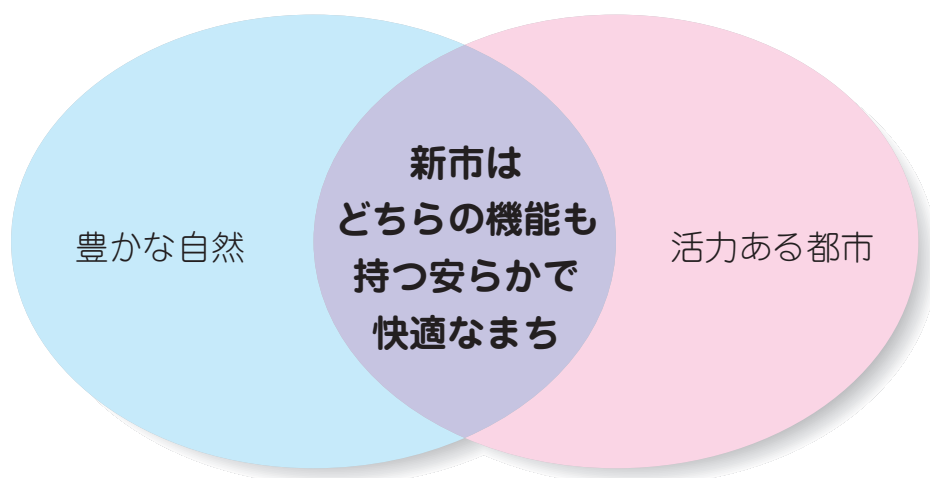 豊かな自然
新市は
どちらの機能も
持つ安らかで
快適なまち
活力ある都市